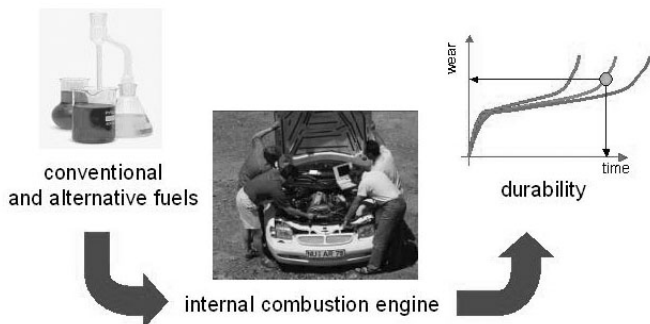 conventional
and alternative fuels
internal combustion engine
wear
time
durability